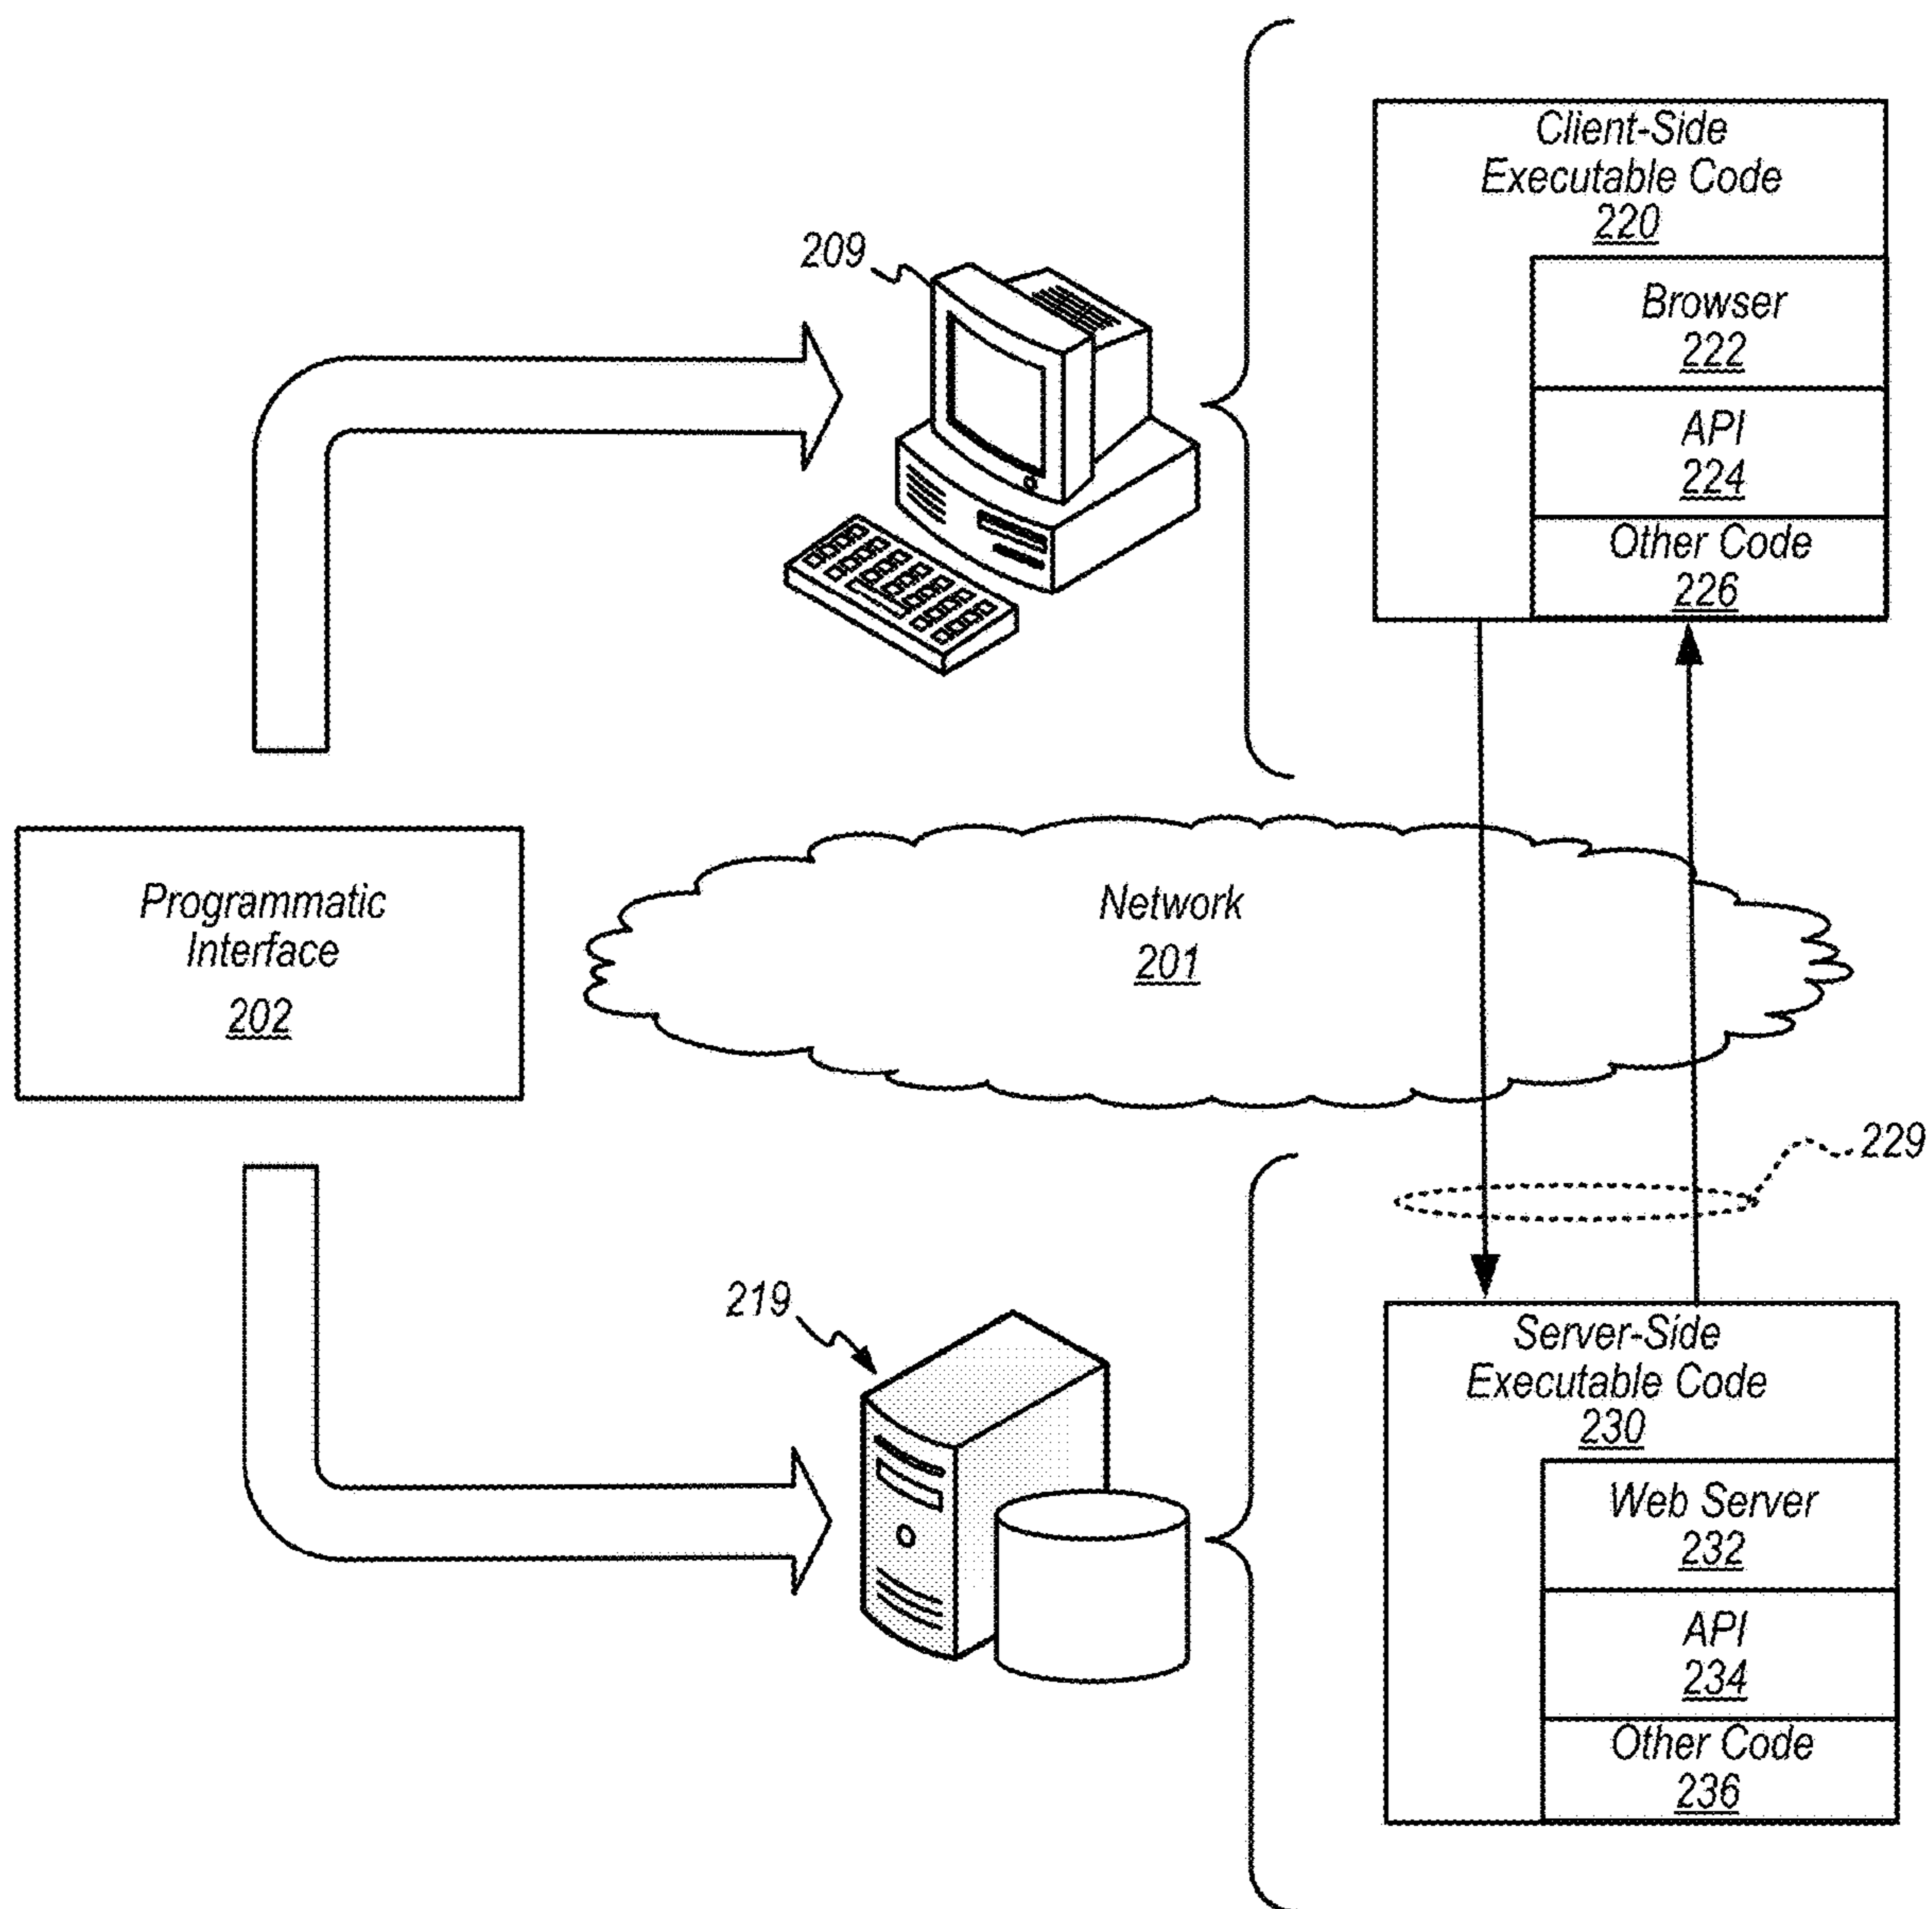 Client-Side
Executable Code
220
209
Browser
222
API
224
Other Code
226
Programmatic
Interface
202
Network
201
229
219
Server-Side
Executable Code
230
Web Server
232
API
234
Other Code
236